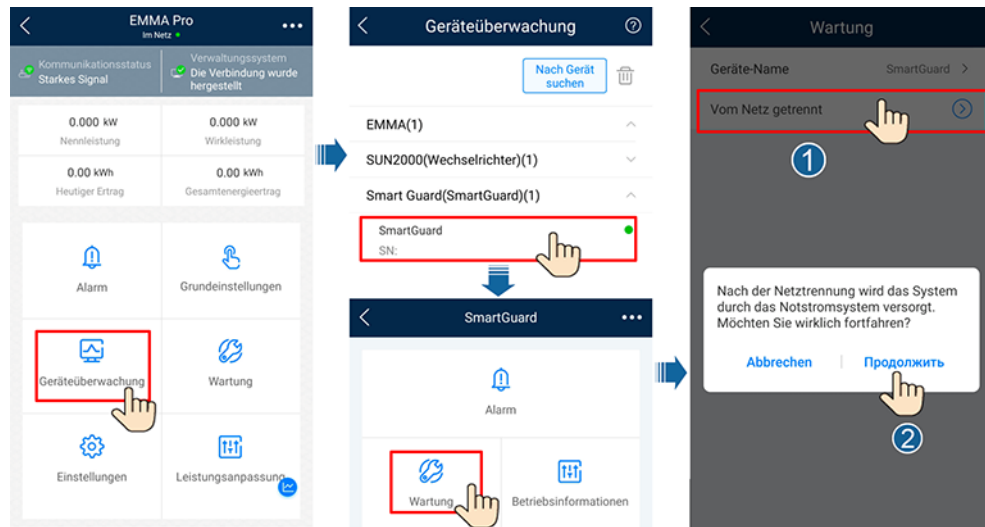 EMMA Pro
Im Netz
Kommunikationsstatus
Starkes Signal
Verwaltungssystem
Die Verbindung wurde
hergestellt
0.000 kW
Nennleistung
0.000 kW
Wirkleistung
0.00 kWh
Heutiger Ertrag
0.00 kWh
Gesamtenergieertrag
Alarm
Grundeinstellungen
Geräteüberwachung
Wartung
Einstellungen
Leistungsanpassung
Geräteüberwachung
Nach Gerät
suchen
EMMA(1)
SUN2000(Wechselrichter)(1)
Smart Guard(SmartGuard)(1)
SmartGuard
SN:
SmartGuard
Alarm
Wartung
Betriebsinformationen
Wartung
Geräte-Name
SmartGuard
Vom Netz getrennt
1
Nach der Netztrennung wird das System
durch das Notstromsystem versorgt.
Möchten Sie wirklich fortfahren?
Abbrechen
Продолжить
2